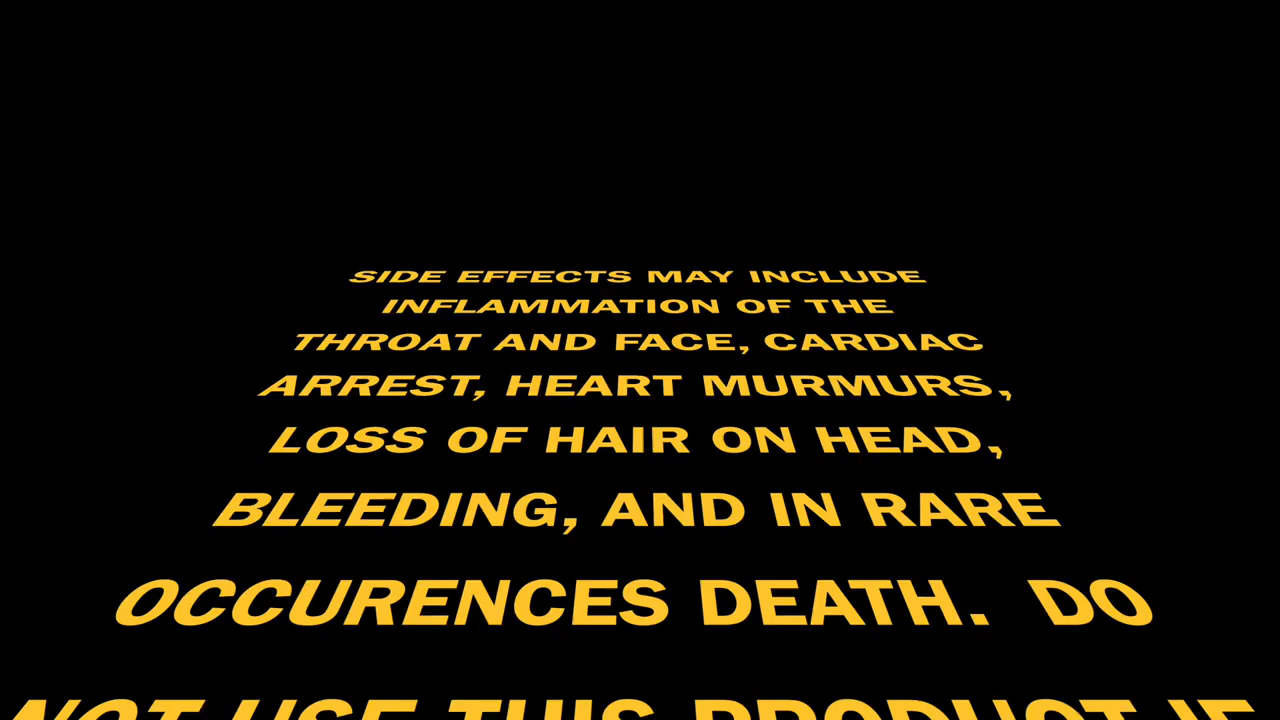 SIDE EFFECTS MAY INCLUDE
INFLAMMATION OF THE
THROAT AND FACE, CARDIAC
ARREST, HEART MURMURS,
LOSS OF HAIR ON HEAD,
BLEEDING, AND IN RARE
OCCURENCES DEATH. DO
NOT USE THIS PRODUCT IF